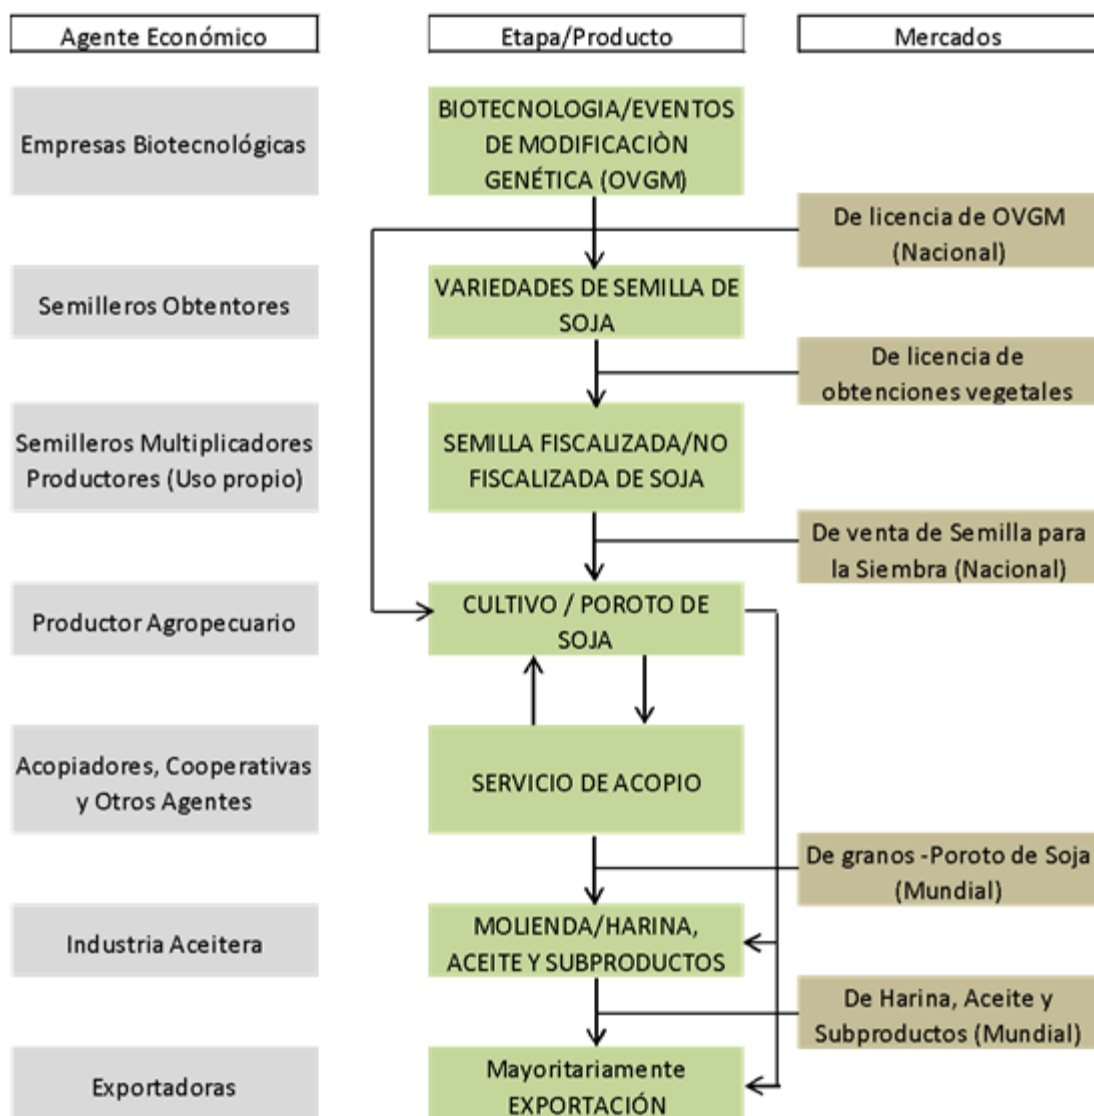 Agente Económico
Etapa/Producto
Mercados
Empresas Biotecnológicas
BIOTECNOLOGIA/EVENTOS
DE MODIFICACIÒN
GENÉTICA (OVGM)
De licencia de OVGM
(Nacional)
Semilleros Obtentores
VARIEDADES DE SEMILLA DE
SOJA
De licencia de
obtenciones vegetales
Semilleros Multiplicadores
Productores (Uso propio)
SEMILLA FISCALIZADA/NO
FISCALIZADA DE SOJA
De venta de Semilla para
la Siembra (Nacional)
Productor Agropecuario
CULTIVO / POROTO DE
SOJA
Acopiadores, Cooperativas
y Otros Agentes
SERVICIO DE ACOPIO
De granos -Poroto de Soja
(Mundial)
Industria Aceitera
MOLIENDA/HARINA,
ACEITE Y SUBPRODUCTOS
De Harina, Aceite y
Subproductos (Mundial)
Exportadoras
Mayoritariamente
EXPORTACIÓN